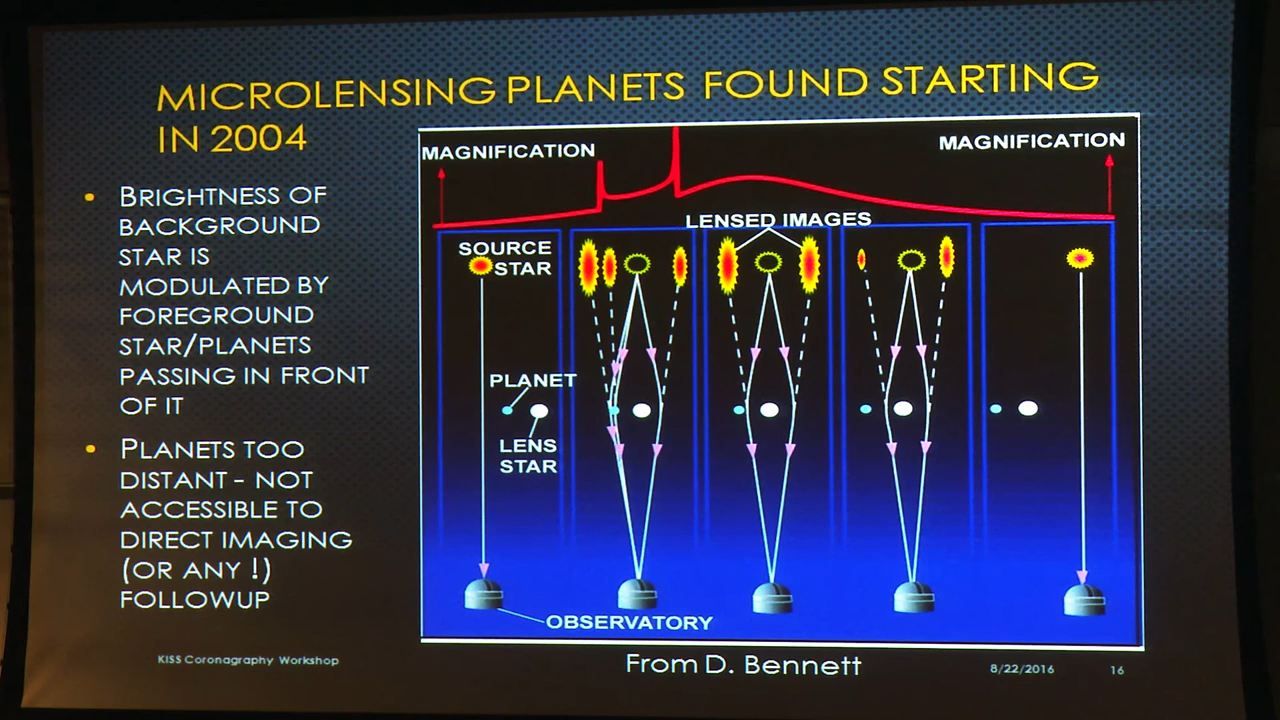 MICROLENSING PLANETS FOUND STARTING
IN 2004
• BRIGHTNESS OF
BACKGROUND
STAR IS
MODULATED BY
FOREGROUND
STAR/PLANETS
PASSING IN FRONT
OF IT
• PLANETS TOO
DISTANT - NOT
ACCESSIBLE TO
DIRECT IMAGING
(OR ANY !)
FOLLOWUP
MAGNIFICATION
MAGNIFICATION
LENSED IMAGES
SOURCE
STAR
PLANET
LENS
STAR
OBSERVATORY
From D. Bennett
KISS Coronagraphy Workshop
8/22/2016
16